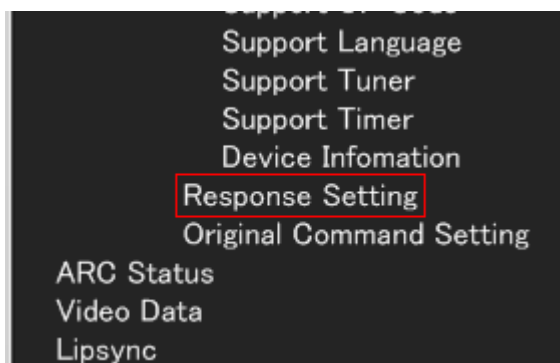 Support Language
Support Tuner
Support Timer
Device Infomation
Response Setting
Original Command Setting
ARC Status
Video Data
Lipsync